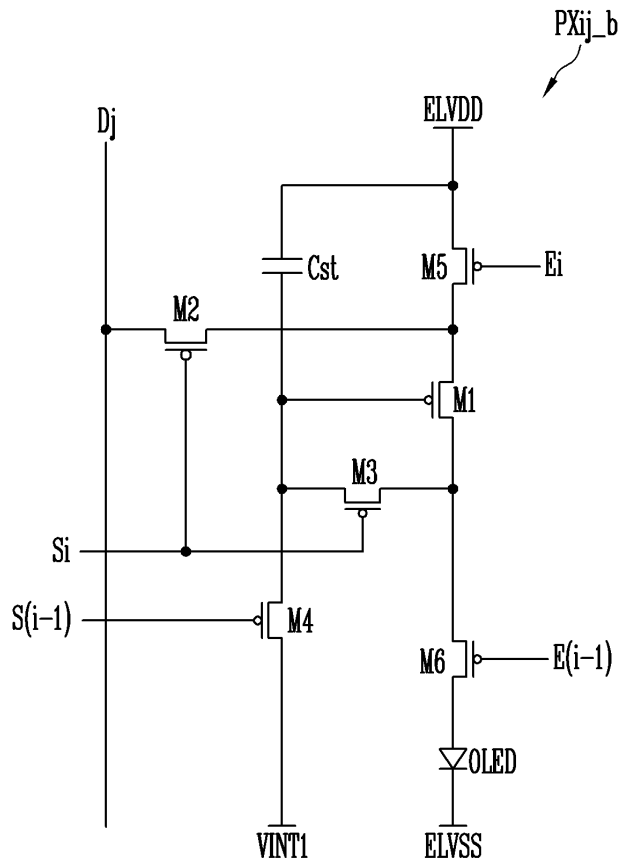 PXij_b
ELVDD
Dj
Cst
M5
Ei
M2
M1
M3
Si
S(i-1)
M4
M6
E(i-1)
OLED
VINT1
ELVSS